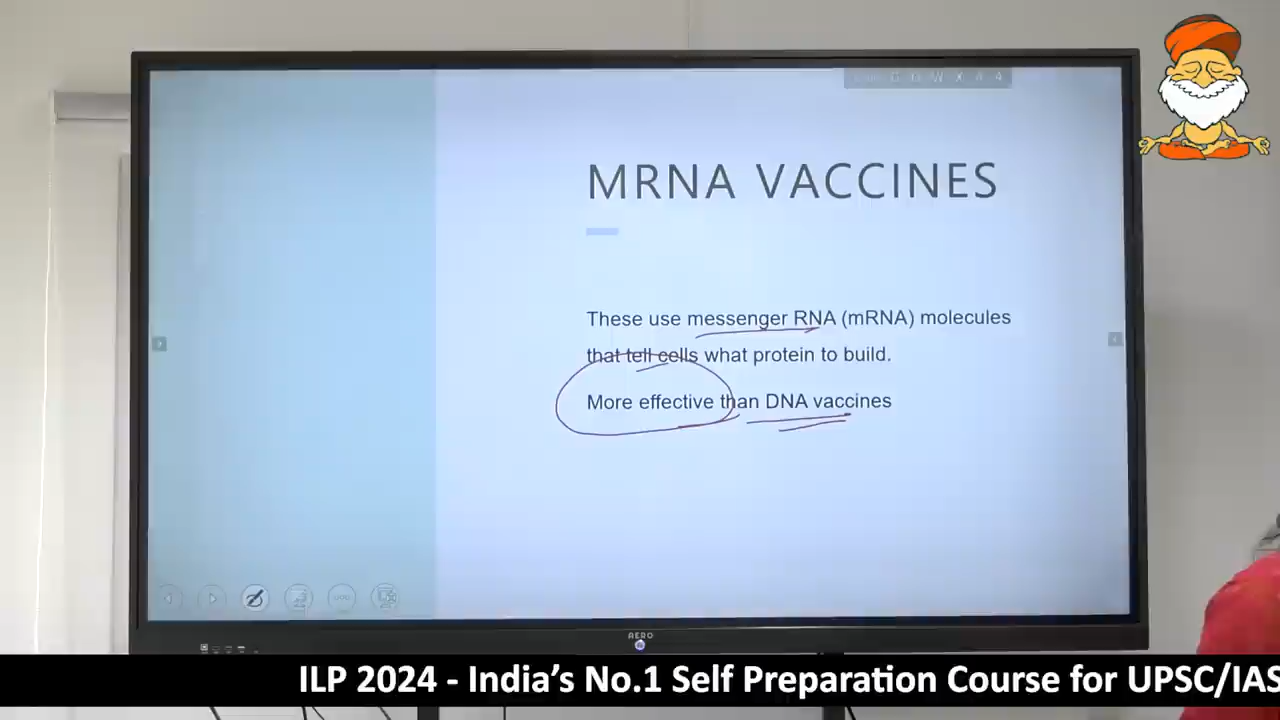 MRNA VACCINES
These use messenger RNA (mRNA) molecules
that tell cells what protein to build.
More effective than DNA vaccines
AERO
ILP 2024 - India's No.1 Self Preparation Course for UPSC/IAS